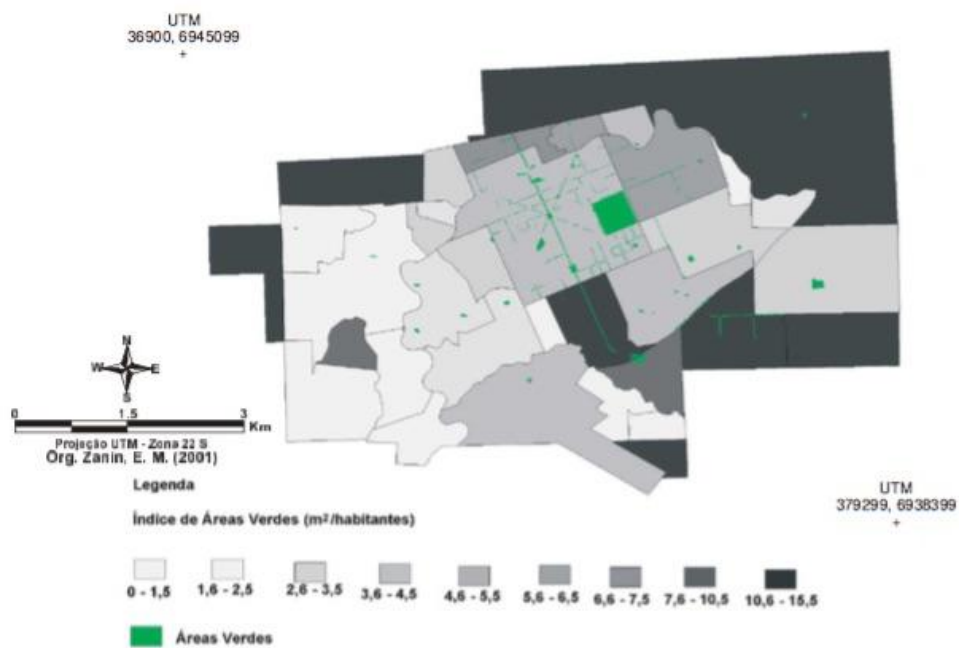 UTM
36900, 6945099
N
W E
S
0 1.5 3
Km
Projeção UTM - Zona 22 S
Org. Zanin, E. M. (2001)
Legenda
UTM
379299, 6938399
Índice de Áreas Verdes (m²/habitantes)
0 - 1,5 1,6 - 2,5 2,6 - 3,5 3,6 - 4,5 4,6 - 5,5 5,6 - 6,5 6,6 - 7,5 7,6 - 10,5 10,6 - 15,5
Áreas Verdes